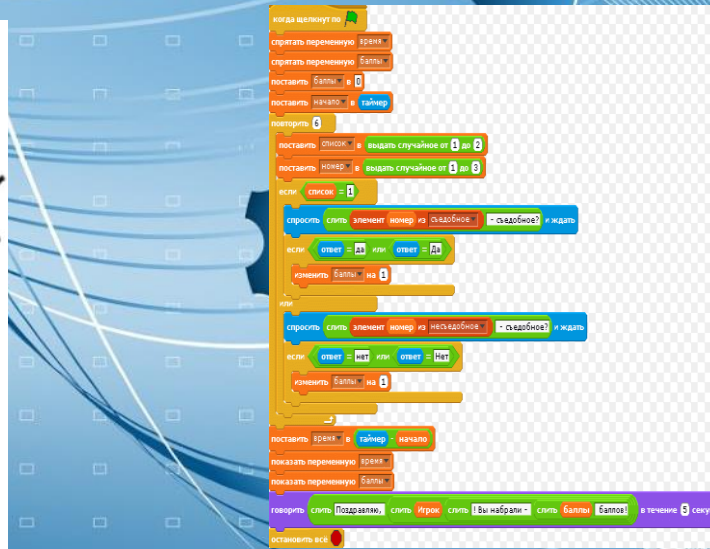 когда щелкнут по
спрятать переменную время
спрятать переменную баллы
поставить баллы в 0
поставить начало в таймер
повторить 6
поставить список в выдать случайное от 1 до 2
поставить номер в выдать случайное от 1 до 8
если список = 1
спросить слить элемент номер из съедобное - съедобное? и ждать
если ответ = да или ответ = Да
изменить баллы на 1
или
спросить слить элемент номер из несъедобное - съедобное? и ждать
если ответ = нет или ответ = Нет
изменить баллы на 1
поставить время в таймер - начало
показать переменную время
показать переменную баллы
говорить слить Поздравляю, слить Игрок слить ! Вы набрали - слить баллы баллов! в течение 5 секу
остановить все